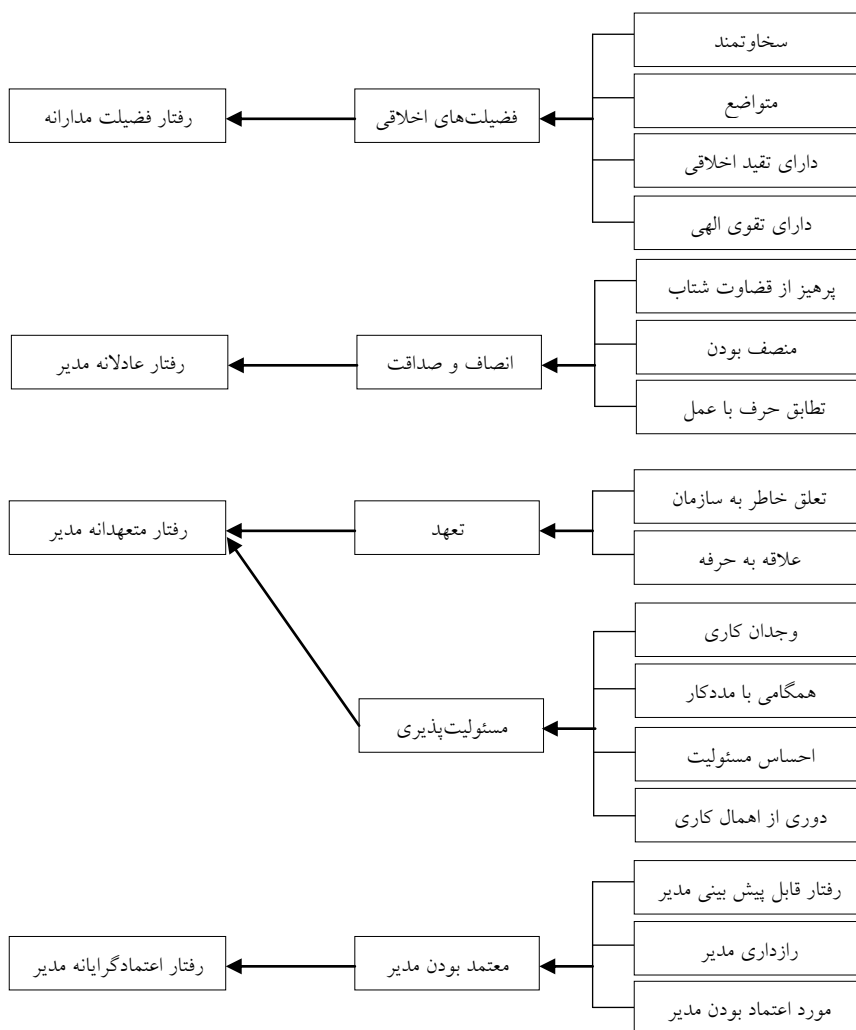 سخاوتمند
متواضع
فضیلت‌های اخلاقی
رفتار فضیلت مدارانه
دارای تقید اخلاقی
دارای تقوی الهی
پرهیز از قضاوت شتاب
منصف بودن
انصاف و صداقت
رفتار عادلانه مدیر
تطابق حرف با عمل
تعلق خاطر به سازمان
تعهد
رفتار متعهدانه مدیر
علاقه به حرفه
وجدان کاری
همگامی با مددکار
مسئولیت‌پذیری
احساس مسئولیت
دوری از اهمال کاری
رفتار قابل پیش بینی مدیر
رازداری مدیر
معتمد بودن مدیر
رفتار اعتمادگرایانه مدیر
مورد اعتماد بودن مدیر